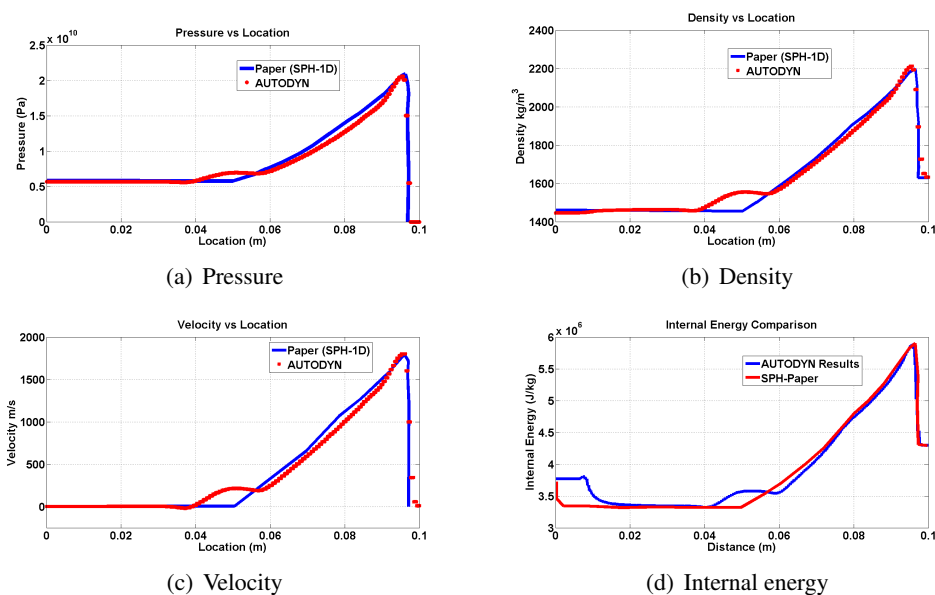 Pressure vs Location
x 10^10
2.5
2
1.5
1
0.5
0
Pressure (Pa)
Paper (SPH-1D)
AUTODYN
0 0.02 0.04 0.06 0.08 0.1
Location (m)
(a) Pressure
Density vs Location
2400
2200
2000
1800
1600
1400
Density kg/m^3
Paper (SPH-1D)
AUTODYN
0 0.02 0.04 0.06 0.08 0.1
Location (m)
(b) Density
Velocity vs Location
2000
1500
1000
500
0
Velocity m/s
Paper (SPH-1D)
AUTODYN
0 0.02 0.04 0.06 0.08 0.1
Location (m)
(c) Velocity
Internal Energy Comparison
x 10^6
6
5.5
5
4.5
4
3.5
3
Internal Energy (J/kg)
AUTODYN Results
SPH-Paper
0 0.02 0.04 0.06 0.08 0.1
Distance (m)
(d) Internal energy